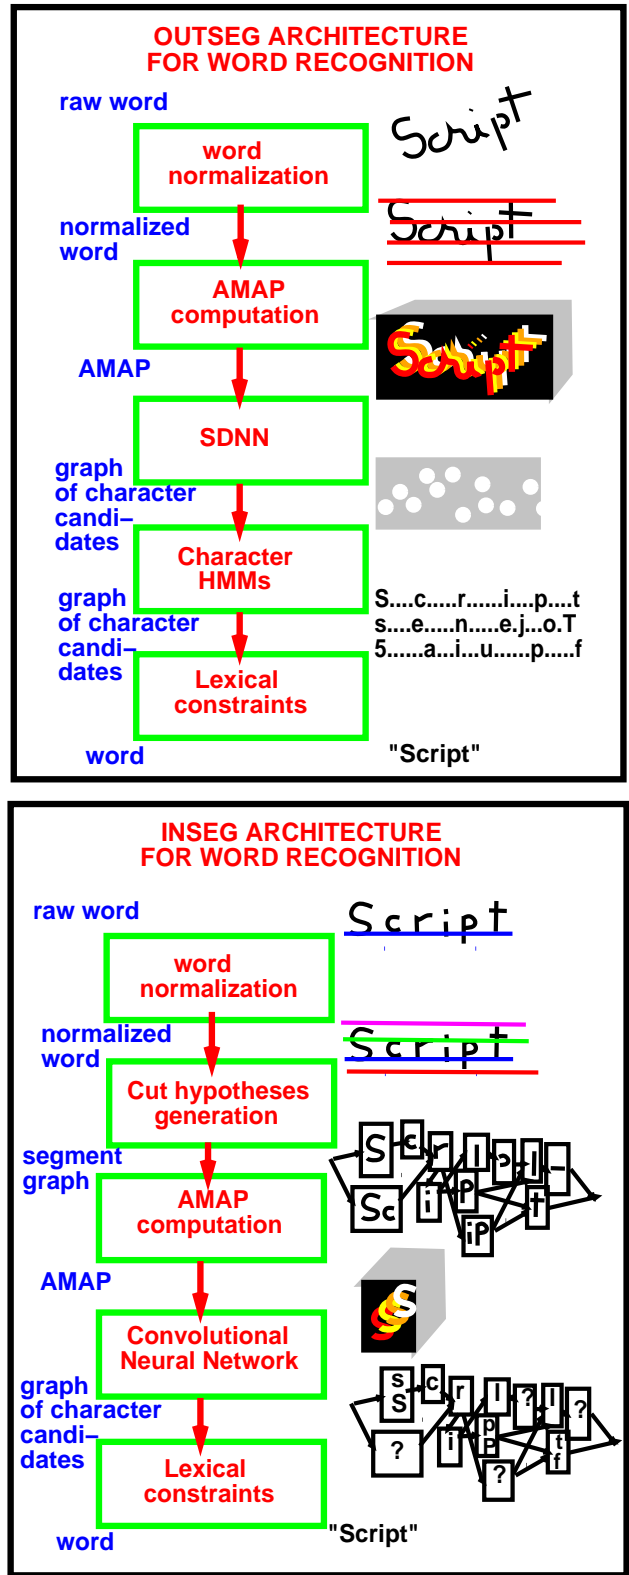 OUTSEG ARCHITECTURE
FOR WORD RECOGNITION
raw word
Script
word
normalization
normalized
word
Script
AMAP
computation
AMAP
Script
SDNN
graph
of character
candi–
dates
Character
HMMs
graph
of character
candi–
dates
S....c....r......i....p....t
s....e....n.....e.j...o.T
5......a...i...u......p.....f
Lexical
constraints
word
"Script"
INSEG ARCHITECTURE
FOR WORD RECOGNITION
raw word
Script
word
normalization
normalized
word
Script
Cut hypotheses
generation
segment
graph
S c r l p l –
Sc i p t
ip
AMAP
computation
AMAP
S
Convolutional
Neural Network
graph
of character
candi–
dates
s S c r l ? l ?
? i p P t f
?
Lexical
constraints
word
"Script"